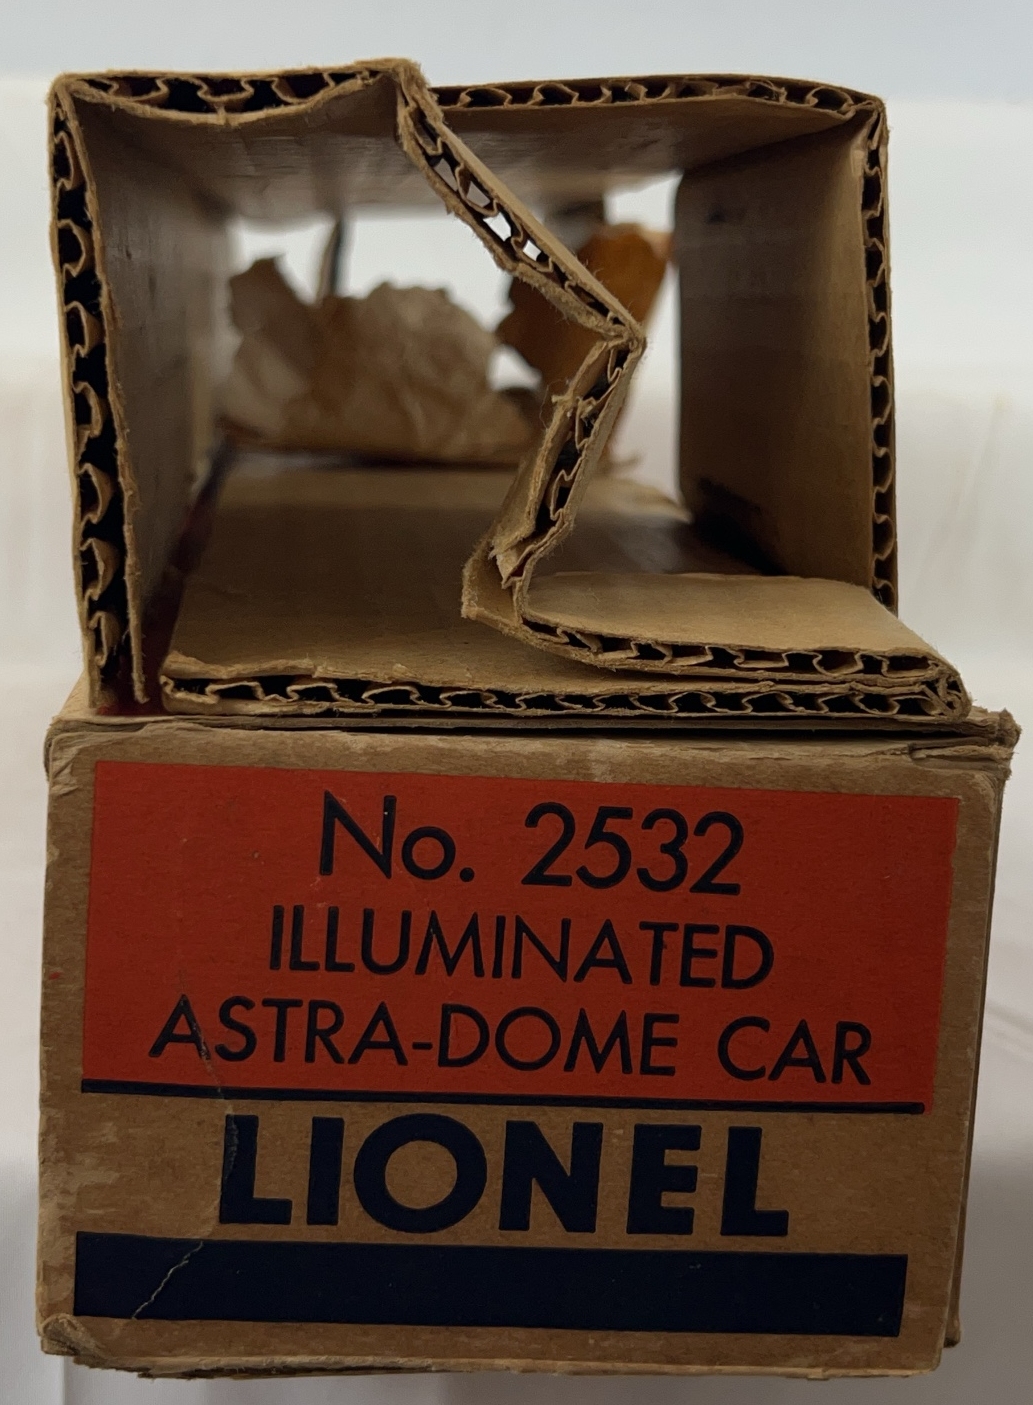 No. 2532
ILLUMINATED
ASTRA-DOME CAR
LIONEL